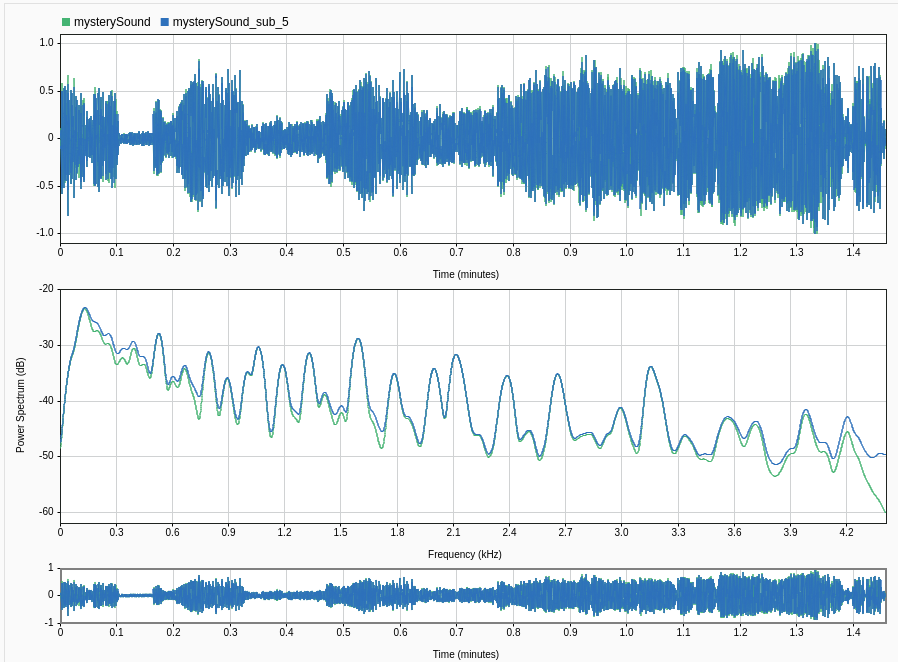 mysterySound mysterySound_sub_5
1.0
0.5
0
-0.5
-1.0
0 0.1 0.2 0.3 0.4 0.5 0.6 0.7 0.8 0.9 1.0 1.1 1.2 1.3 1.4
Time (minutes)
-20
-30
-40
-50
-60
Power Spectrum (dB)
0 0.3 0.6 0.9 1.2 1.5 1.8 2.1 2.4 2.7 3.0 3.3 3.6 3.9 4.2
Frequency (kHz)
1
0
-1
0 0.1 0.2 0.3 0.4 0.5 0.6 0.7 0.8 0.9 1.0 1.1 1.2 1.3 1.4
Time (minutes)